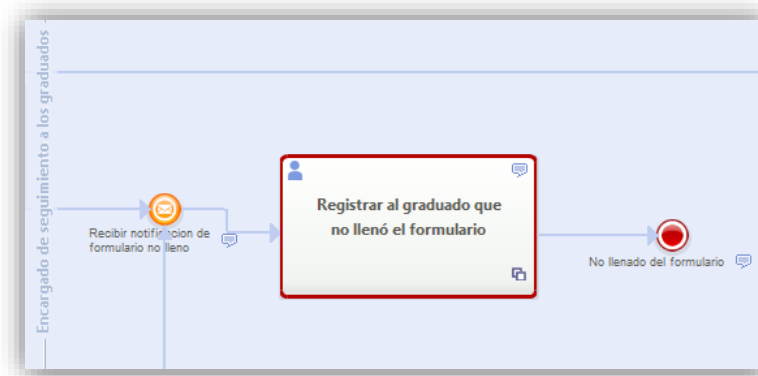 Encargado de seguimiento a los graduados
Registrar al graduado que
no llenó el formulario
Recibir notificacion de
formulario no lleno
No llenado del formulario